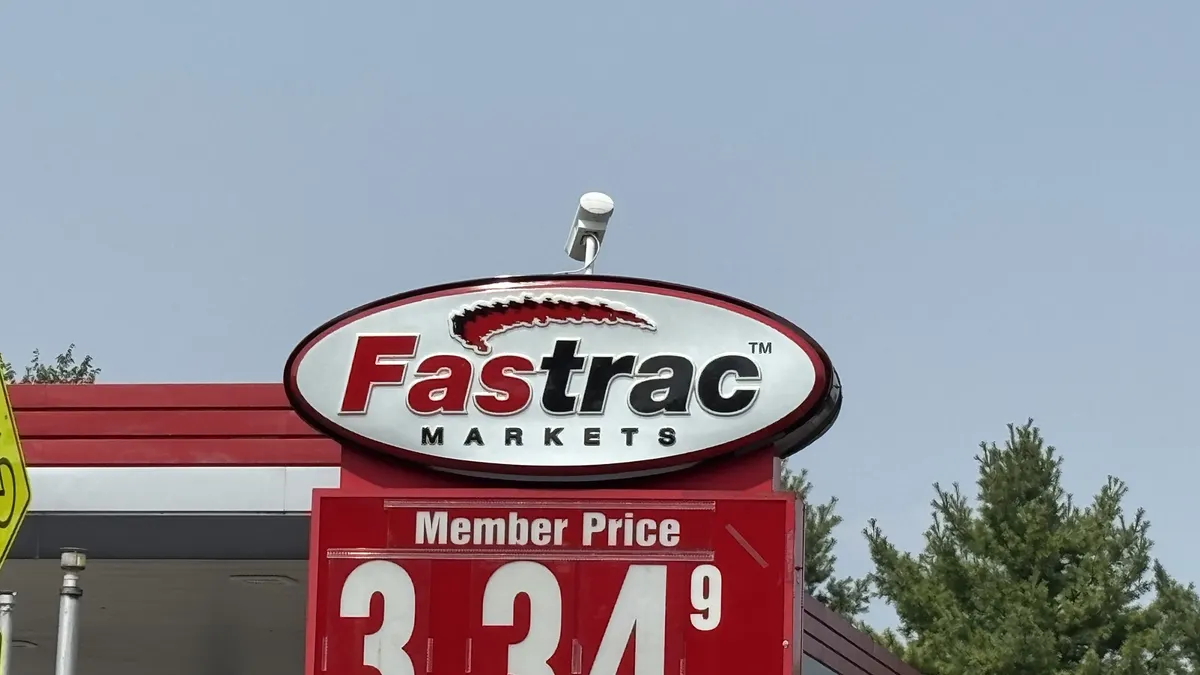 Fastrac™
MARKETS
Member Price
3.34 9